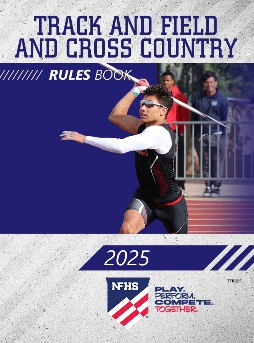 TRACK AND FIELD
AND CROSS COUNTRY
RULES BOOK
2025
NFHS
PLAY.
PERFORM.
COMPETE.
TOGETHER.